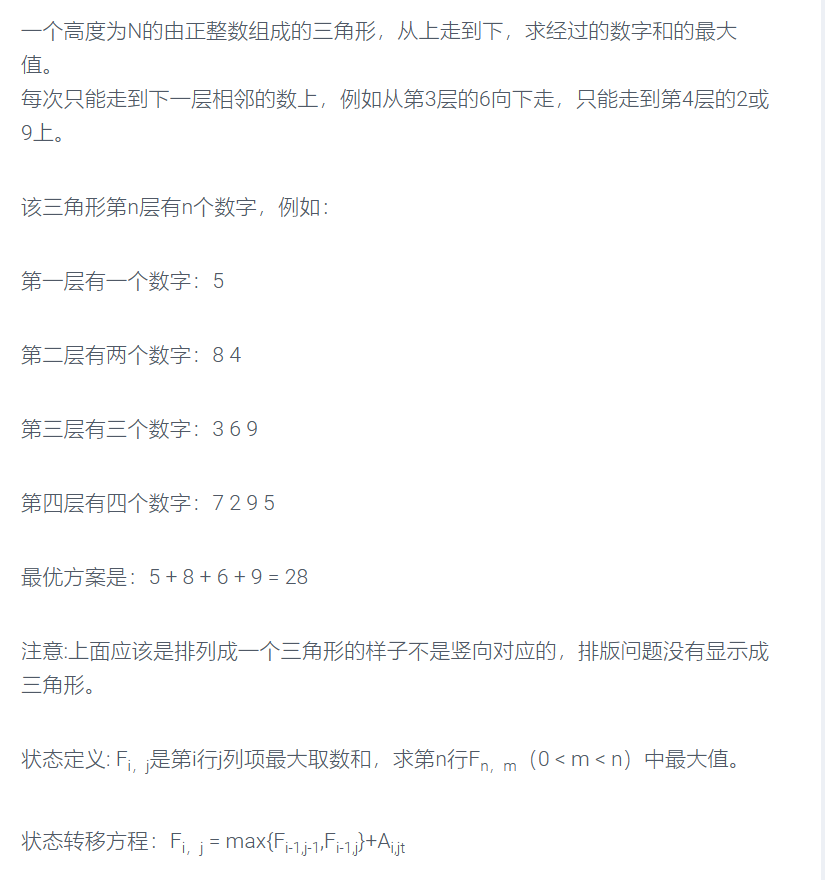 一个高度为N的由正整数组成的三角形，从上走到下，求经过的数字和的最大
值。
每次只能走到下一层相邻的数上，例如从第3层的6向下走，只能走到第4层的2或
9上。
该三角形第n层有n个数字，例如：
第一层有一个数字：5
第二层有两个数字：8 4
第三层有三个数字：3 6 9
第四层有四个数字：7 2 9 5
最优方案是：5 + 8 + 6 + 9 = 28
注意:上面应该是排列成一个三角形的样子不是竖向对应的，排版问题没有显示成
三角形。
状态定义: Fi，j是第i行j列项最大取数和，求第n行Fn，m（0 < m < n）中最大值。
状态转移方程：Fi，j = max{Fi-1,j-1,Fi-1,j}+Ai,jt